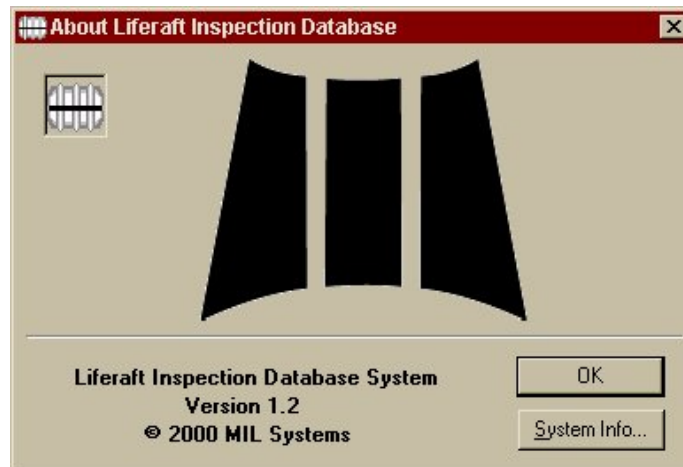 About Liferaft Inspection Database
Liferaft Inspection Database System
Version 1.2
© 2000 MIL Systems
OK
System Info...